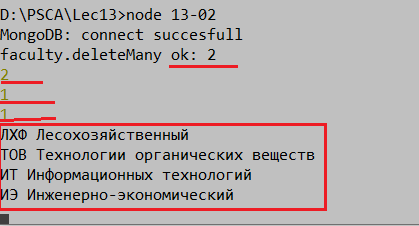 D:\PSCA\Lec13>node 13-02
MongoDB: connect succesfull
faculty.deleteMany ok: 2
2
1
1
ЛХФ Лесохозяйственный
ТОВ Технологии органических веществ
ИТ Информационных технологий
ИЭ Инженерно-экономический